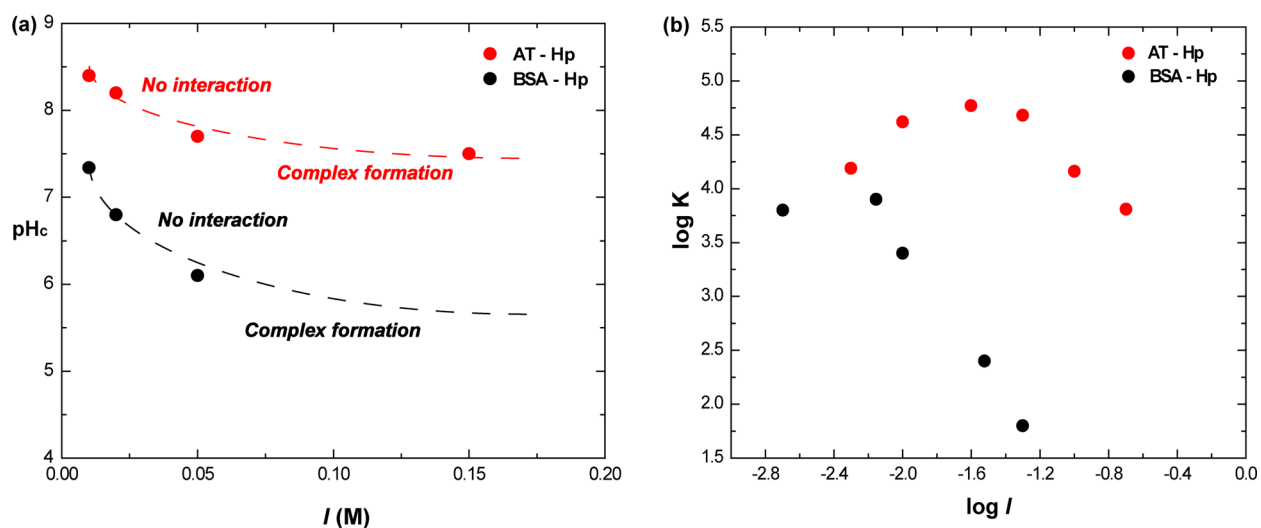 (a)
9
8
7
6
5
4
pHc
AT - Hp
BSA - Hp
No interaction
Complex formation
No interaction
Complex formation
0.00 0.05 0.10 0.15 0.20
I (M)
(b)
5.5
5.0
4.5
4.0
3.5
3.0
2.5
2.0
1.5
log K
AT - Hp
BSA - Hp
-2.8 -2.4 -2.0 -1.6 -1.2 -0.8 -0.4 0.0
log I